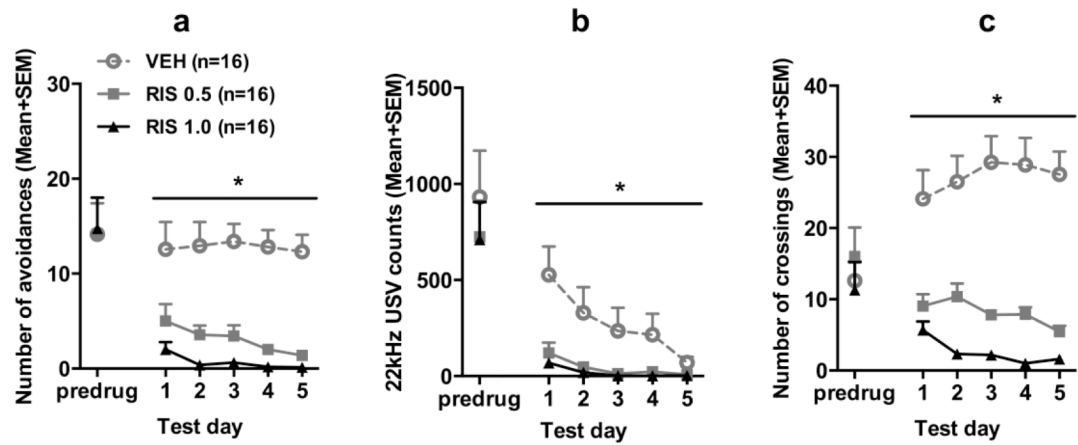 a
VEH (n=16)
RIS 0.5 (n=16)
RIS 1.0 (n=16)
Number of avoidances (Mean+SEM)
30
20
10
0
*
predrug 1 2 3 4 5
Test day
b
22kHz USV counts (Mean+SEM)
1500
1000
500
0
*
predrug 1 2 3 4 5
Test day
c
Number of crossings (Mean+SEM)
40
30
20
10
0
*
predrug 1 2 3 4 5
Test day